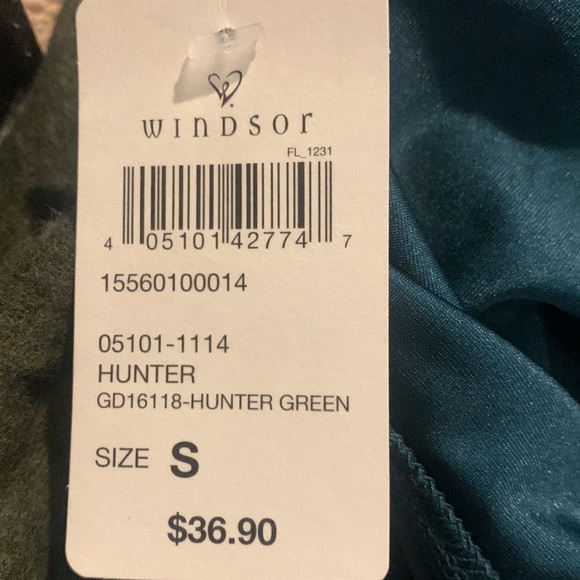 WINDSOR
FL_1231
4 05101 42774 7
15560100014
05101-1114
HUNTER
GD16118-HUNTER GREEN
SIZE S
$36.90